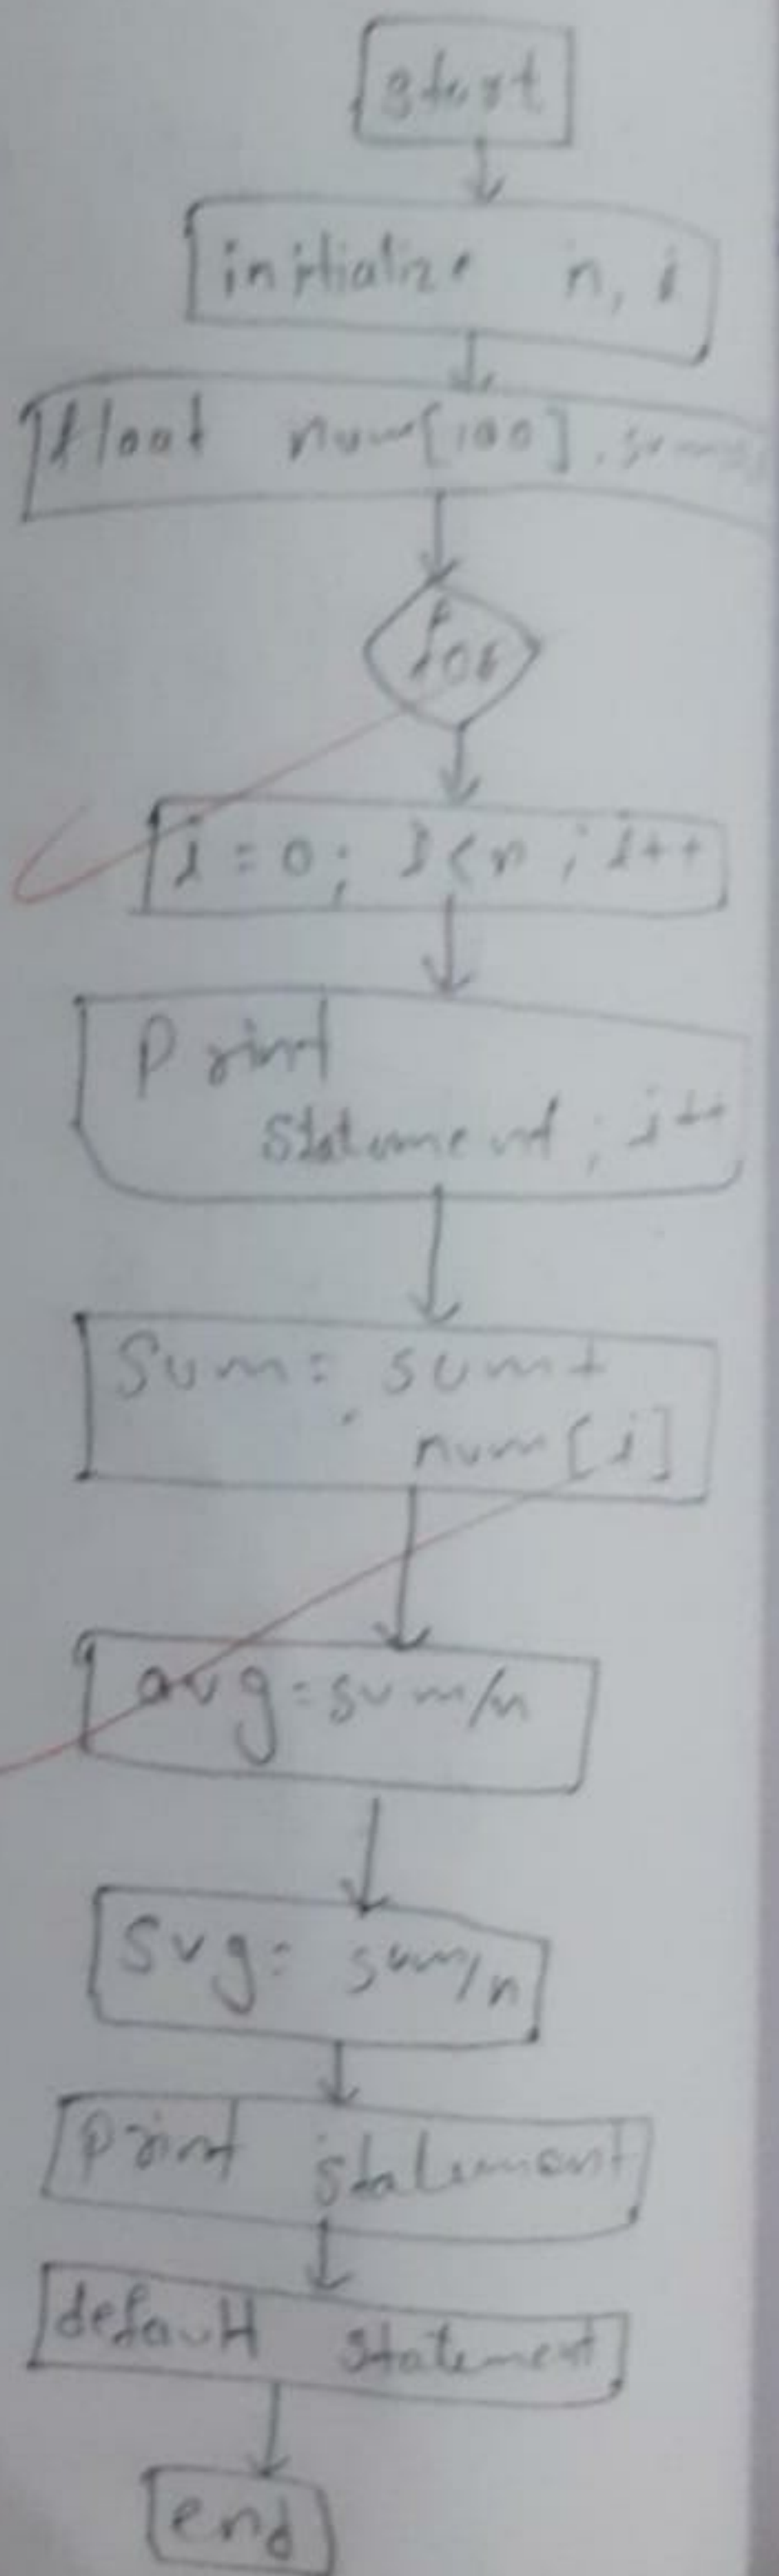 start
initialize n, i
float num[100], sum
for
i = 0; i < n ; i++
Print
Statement ; i++
Sum = sum +
num [i]
avg = sum/n
Svg = sum/n
Print statement
default statement
end